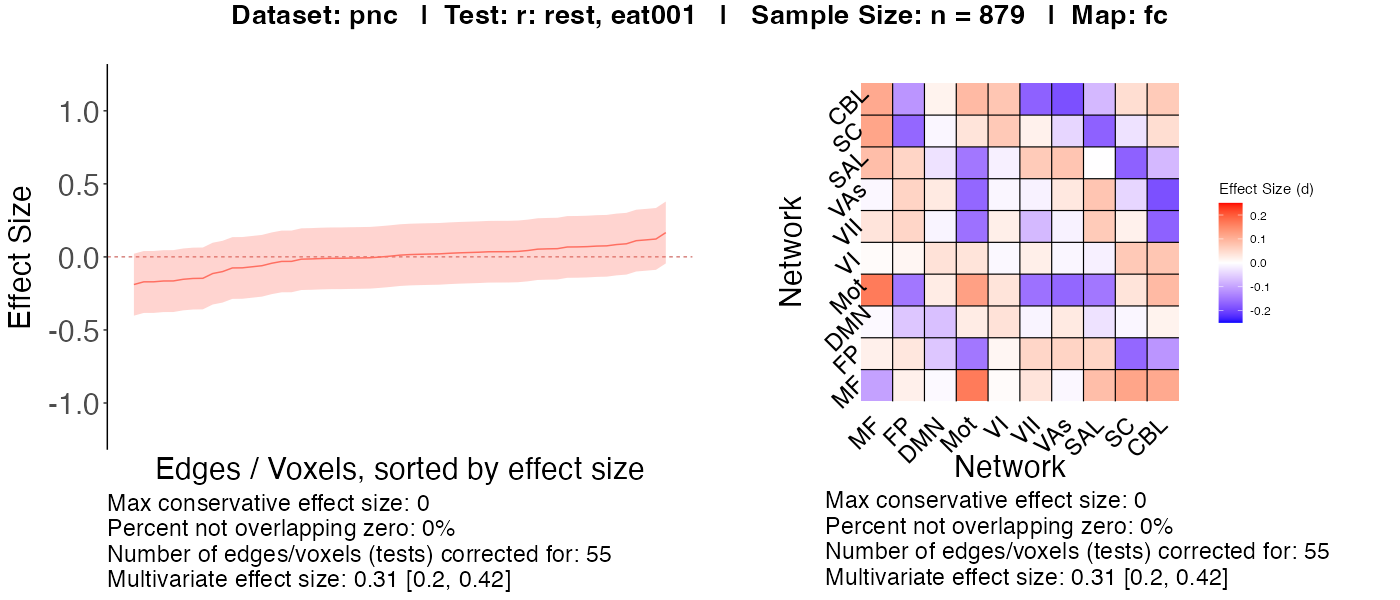 Dataset: pnc | Test: r: rest, eat001 | Sample Size: n = 879 | Map: fc
Effect Size
1.0
0.5
0.0
-0.5
-1.0
Edges / Voxels, sorted by effect size
Max conservative effect size: 0
Percent not overlapping zero: 0%
Number of edges/voxels (tests) corrected for: 55
Multivariate effect size: 0.31 [0.2, 0.42]
Network
CBL
SC
SAL
VAs
VII
VI
Mot
DMN
FP
MF
MF FP DMN Mot VI VII VAs SAL SC CBL
Network
Effect Size (d)
0.2
0.1
0.0
-0.1
-0.2
Max conservative effect size: 0
Percent not overlapping zero: 0%
Number of edges/voxels (tests) corrected for: 55
Multivariate effect size: 0.31 [0.2, 0.42]